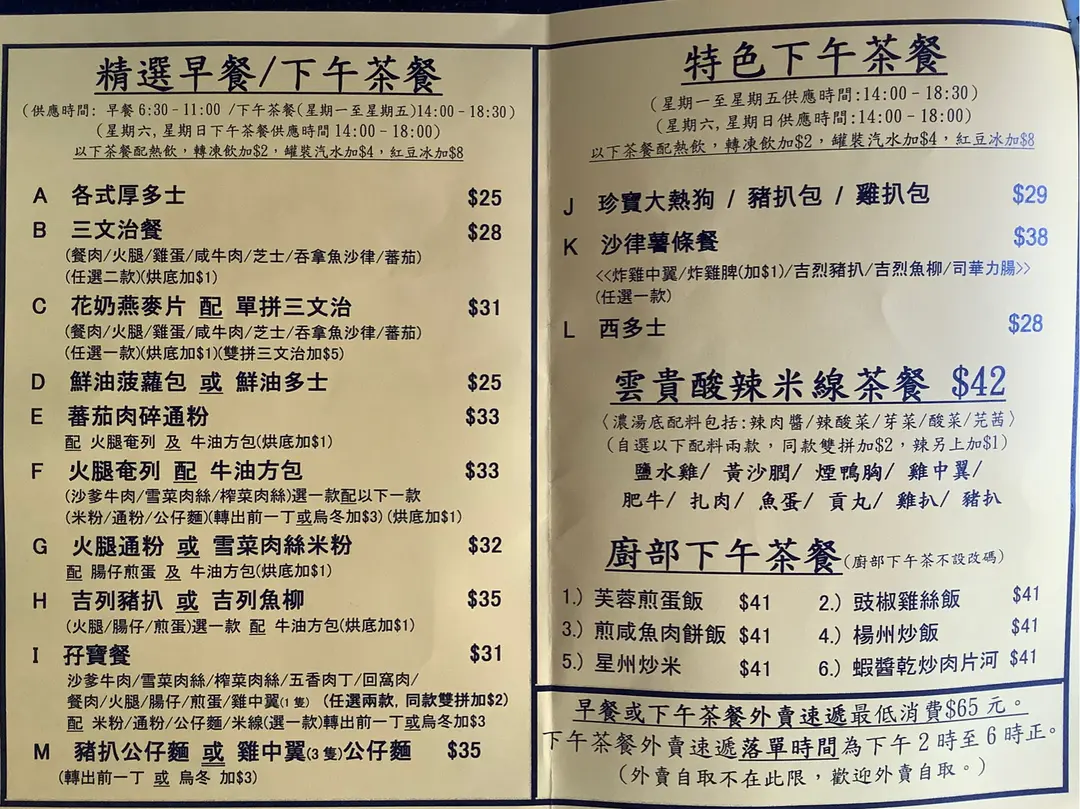 精選早餐/下午茶餐
(供應時間: 早餐6:30-11:00 /下午茶餐(星期一至星期五)14:00-18:30)
(星期六, 星期日下午茶餐供應時間14:00-18:00)
以下茶餐配熱飲，轉凍飲加$2，罐裝汽水加$4，紅豆冰加$8
A 各式厚多士 $25
B 三文治餐 $28
(餐肉/火腿/雞蛋/咸牛肉/芝士/吞拿魚沙律/蕃茄)
(任選二款)(烘底加$1)
C 花奶燕麥片 配 單拼三文治 $31
(餐肉/火腿/雞蛋/咸牛肉/芝士/吞拿魚沙律/蕃茄)
(任選一款)(烘底加$1)(雙拼三文治加$5)
D 鮮油菠蘿包 或 鮮油多士 $25
E 蕃茄肉碎通粉 $33
配 火腿奄列 及 牛油方包(烘底加$1)
F 火腿奄列 配 牛油方包 $33
(沙爹牛肉/雪菜肉絲/榨菜肉絲)選一款配以下一款
(米粉/通粉/公仔麵)(轉出前一丁或烏冬加$3) (烘底加$1)
G 火腿通粉 或 雪菜肉絲米粉 $32
配 腸仔煎蛋 及 牛油方包(烘底加$1)
H 吉列豬扒 或 吉列魚柳 $35
(火腿/腸仔/煎蛋)選一款 配 牛油方包(烘底加$1)
I 孖寶餐 $31
沙爹牛肉/雪菜肉絲/榨菜肉絲/五香肉丁/回窩肉/
餐肉/火腿/腸仔/煎蛋/雞中翼(1 隻) (任選兩款, 同款雙拼加$2)
配 米粉/通粉/公仔麵/米線(選一款)轉出前一丁或烏冬加$3
M 豬扒公仔麵 或 雞中翼(3 隻)公仔麵 $35
(轉出前一丁 或 烏冬 加$3)
特色下午茶餐
(星期一至星期五供應時間:14:00-18:30)
(星期六, 星期日供應時間:14:00-18:00)
以下茶餐配熱飲，轉凍飲加$2，罐裝汽水加$4，紅豆冰加$8
J 珍寶大熱狗 / 豬扒包 / 雞扒包 $29
K 沙律薯條餐 $38
<<炸雞中翼/炸雞脾(加$1)/吉烈豬扒/吉烈魚柳/司華力腸>>
(任選一款)
L 西多士 $28
雲貴酸辣米線茶餐 $42
〈濃湯底配料包括:辣肉醬/辣酸菜/芽菜/酸菜/芫茜〉
(自選以下配料兩款，同款雙拼加$2，辣另上加$1)
鹽水雞/ 黃沙膶/ 煙鴨胸/ 雞中翼/
肥牛/ 扎肉/ 魚蛋/ 貢丸/ 雞扒/ 豬扒
廚部下午茶餐(廚部下午茶不設改碼)
1.) 芙蓉煎蛋飯 $41 2.) 豉椒雞絲飯 $41
3.) 煎咸魚肉餅飯 $41 4.) 楊州炒飯 $41
5.) 星州炒米 $41 6.) 蝦醬乾炒肉片河 $41
早餐或下午茶餐外賣速遞最低消費$65 元。
下午茶餐外賣速遞落單時間為下午 2 時至 6 時正。
(外賣自取不在此限，歡迎外賣自取。)